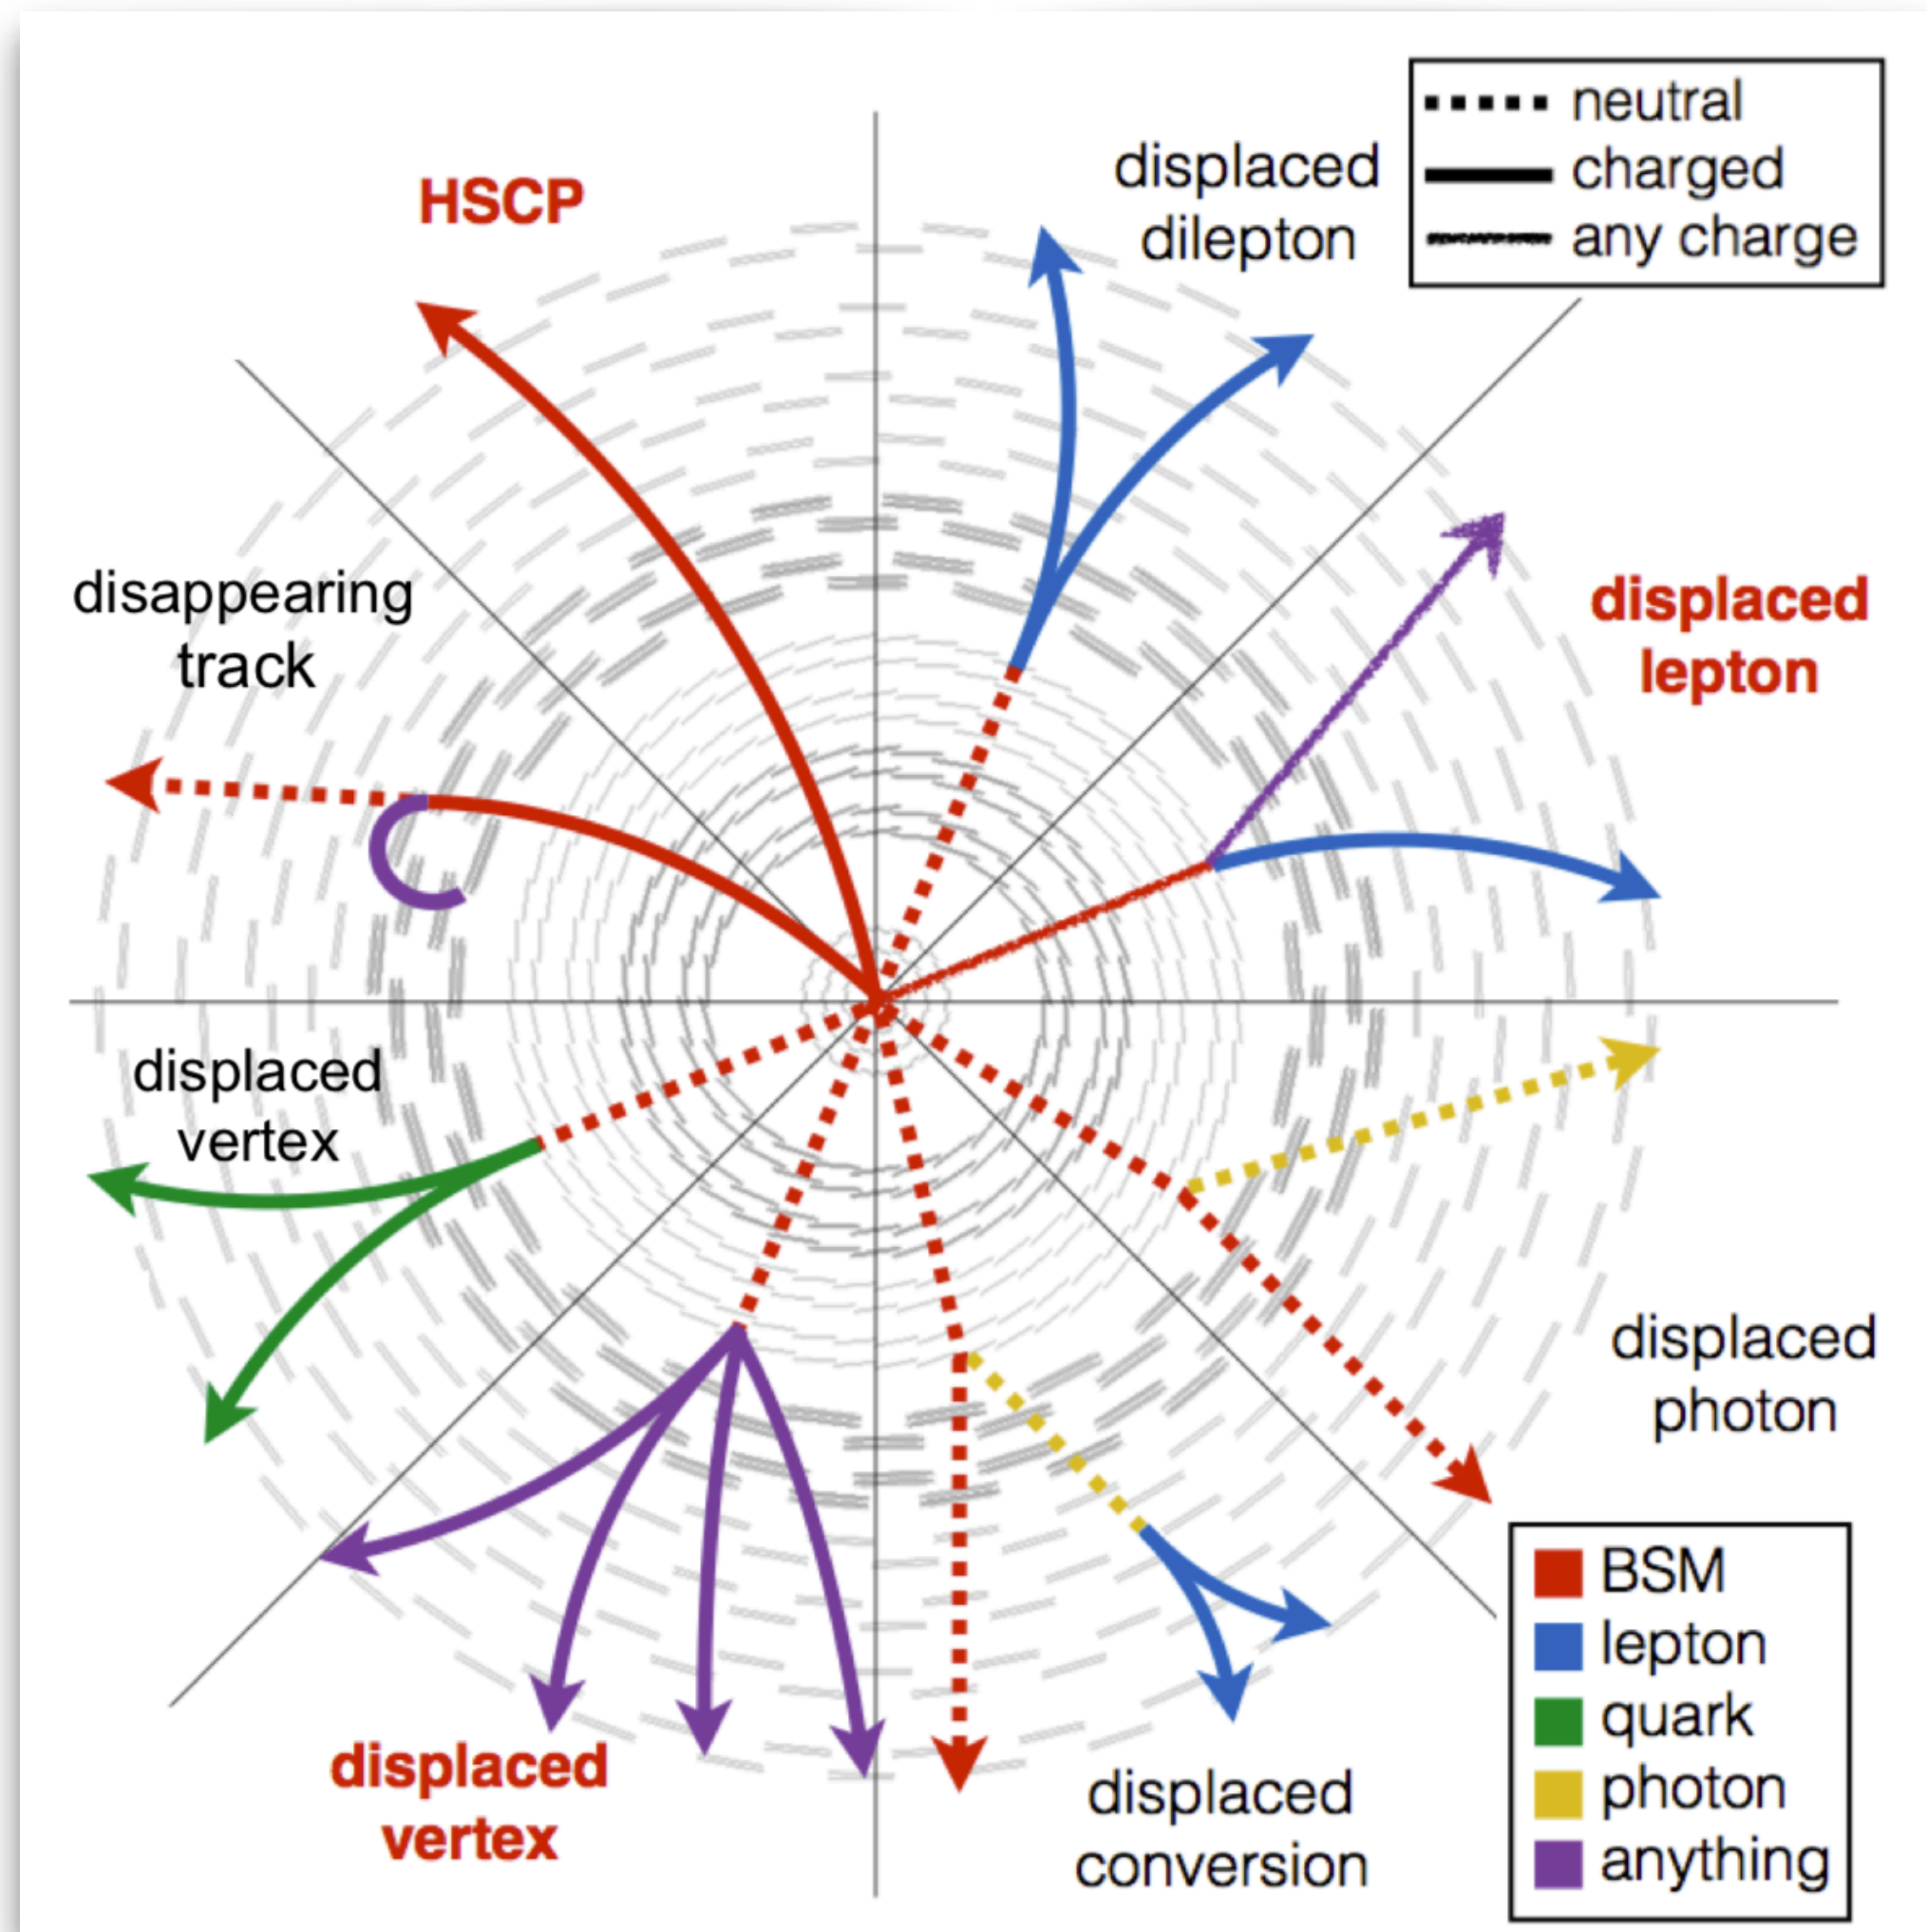 neutral
charged
any charge
displaced
dilepton
HSCP
displaced
lepton
disappearing
track
displaced
vertex
displaced
photon
displaced
vertex
displaced
conversion
BSM
lepton
quark
photon
anything